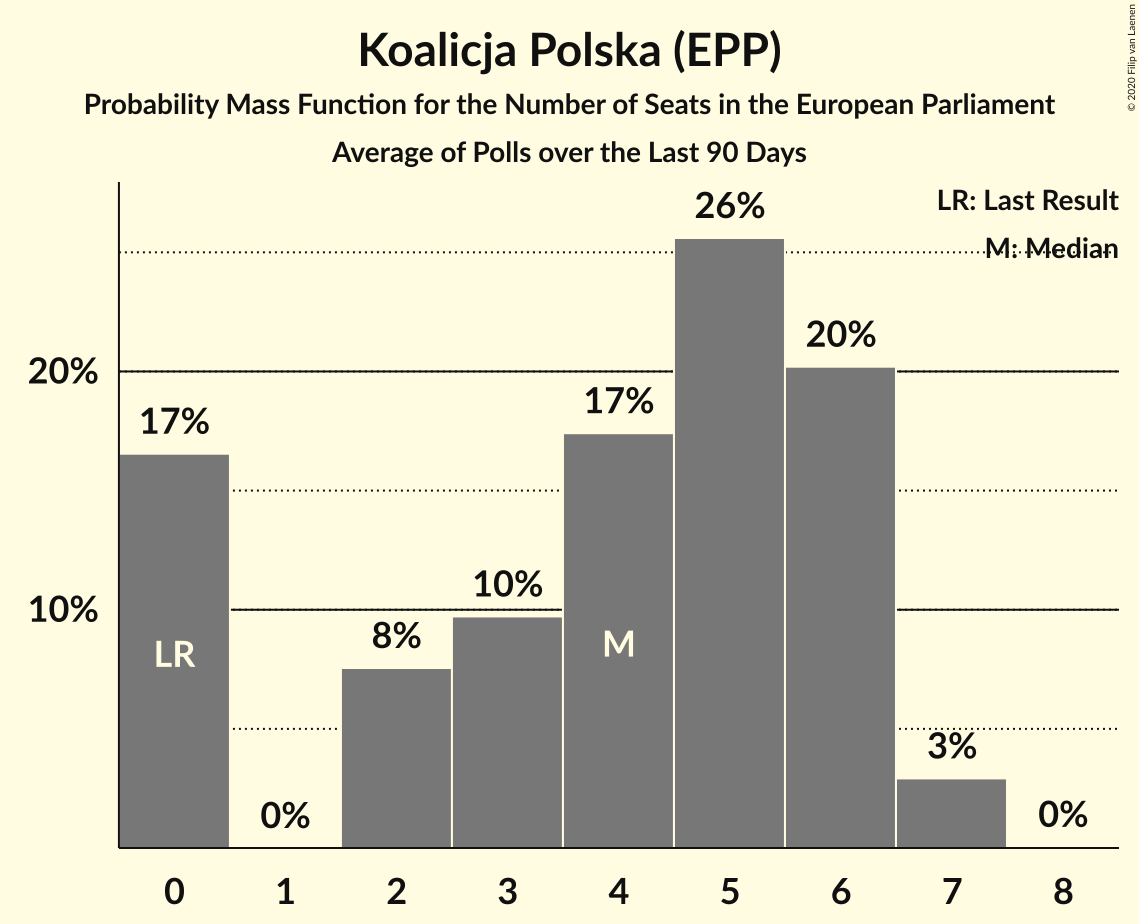 Koalicja Polska (EPP)
Probability Mass Function for the Number of Seats in the European Parliament
Average of Polls over the Last 90 Days
© 2020 Filip van Laenen
LR: Last Result
M: Median
26%
20%
20%
17%
17%
10%
10%
8%
LR
M
3%
0%
0%
0 1 2 3 4 5 6 7 8